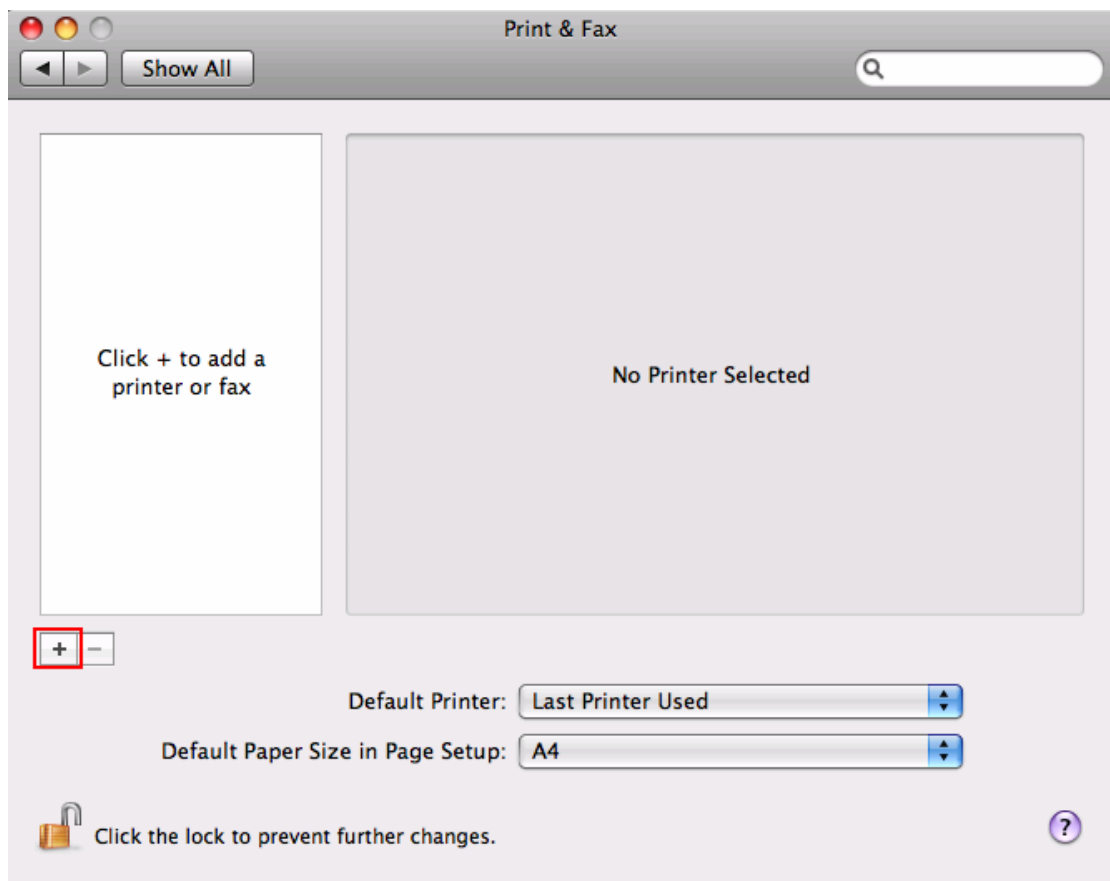 Print & Fax
Show All
Click + to add a
printer or fax
No Printer Selected
+ −
Default Printer: Last Printer Used
Default Paper Size in Page Setup: A4
Click the lock to prevent further changes.
?